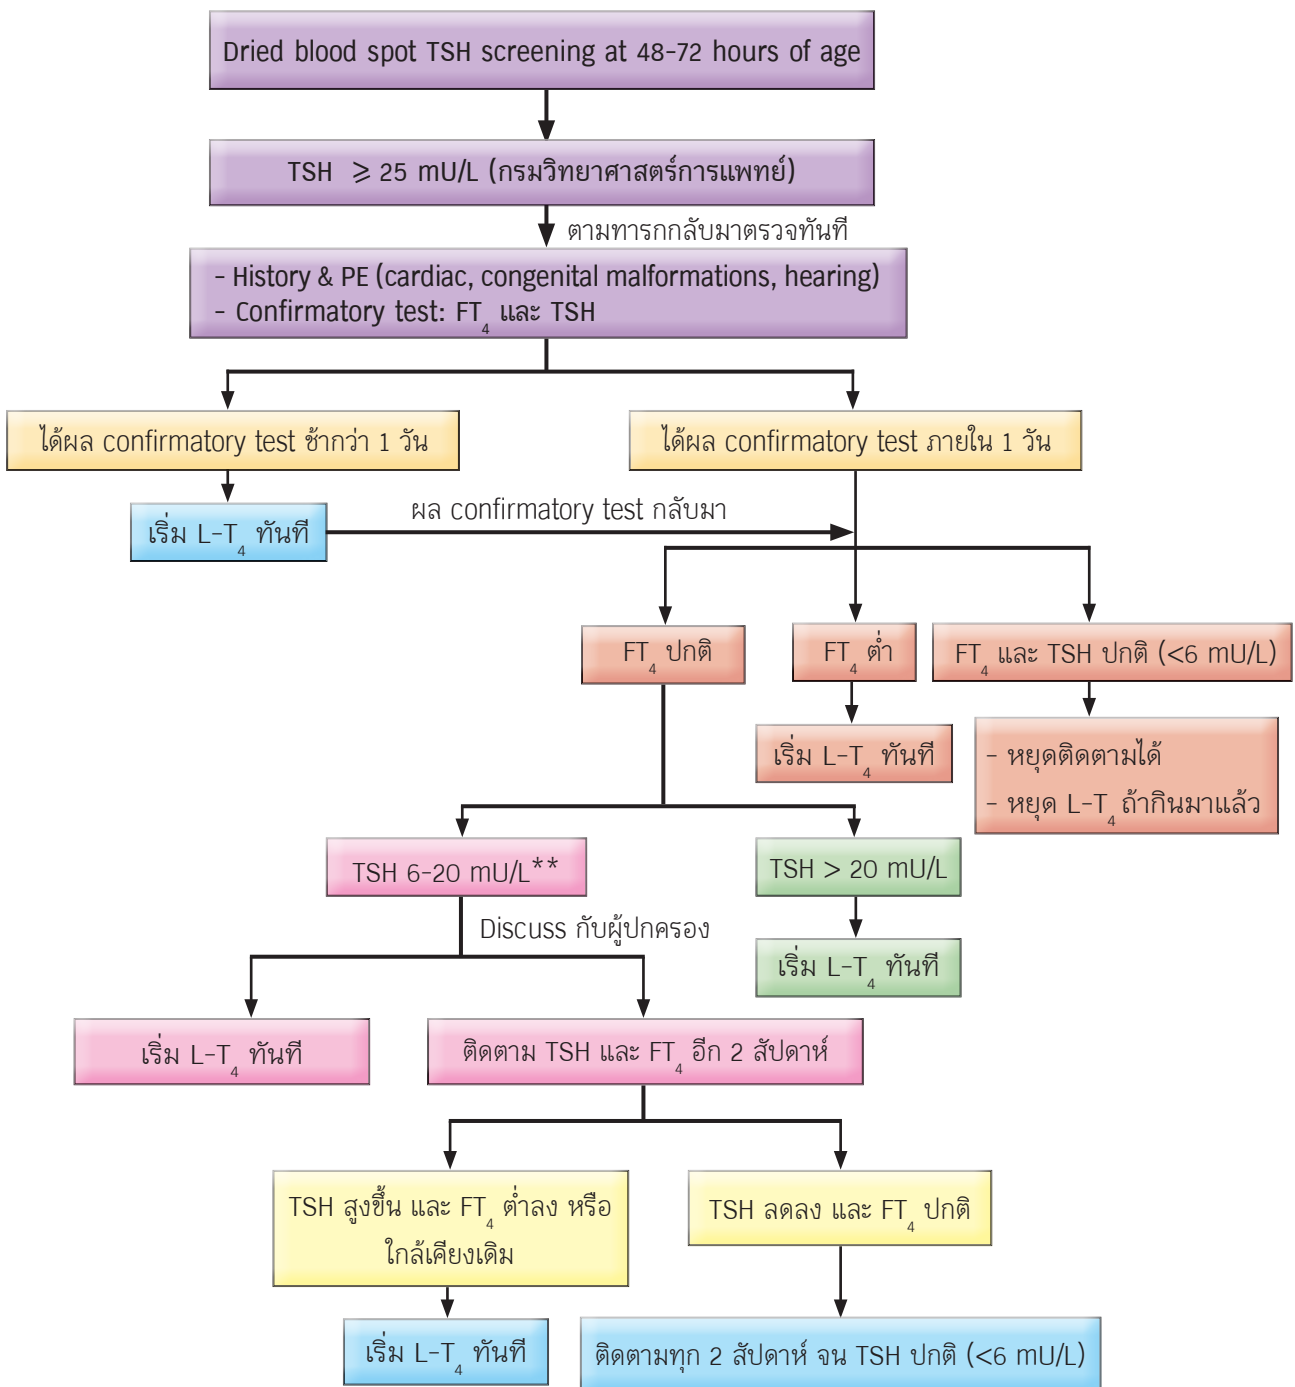 Dried blood spot TSH screening at 48-72 hours of age
TSH ≥ 25 mU/L (กรมวิทยาศาสตร์การแพทย์)
ตามทารกกลับมาตรวจทันที
- History & PE (cardiac, congenital malformations, hearing)
- Confirmatory test: FT4 และ TSH
ได้ผล confirmatory test ช้ากว่า 1 วัน
ได้ผล confirmatory test ภายใน 1 วัน
เริ่ม L-T4 ทันที
ผล confirmatory test กลับมา
FT4 ปกติ
FT4 ต่ำ
FT4 และ TSH ปกติ (<6 mU/L)
เริ่ม L-T4 ทันที
- หยุดติดตามได้
- หยุด L-T4 ถ้ากินมาแล้ว
TSH 6-20 mU/L**
TSH > 20 mU/L
Discuss กับผู้ปกครอง
เริ่ม L-T4 ทันที
เริ่ม L-T4 ทันที
ติดตาม TSH และ FT4 อีก 2 สัปดาห์
TSH สูงขึ้น และ FT4 ต่ำลง หรือ
ใกล้เคียงเดิม
TSH ลดลง และ FT4 ปกติ
เริ่ม L-T4 ทันที
ติดตามทุก 2 สัปดาห์ จน TSH ปกติ (<6 mU/L)